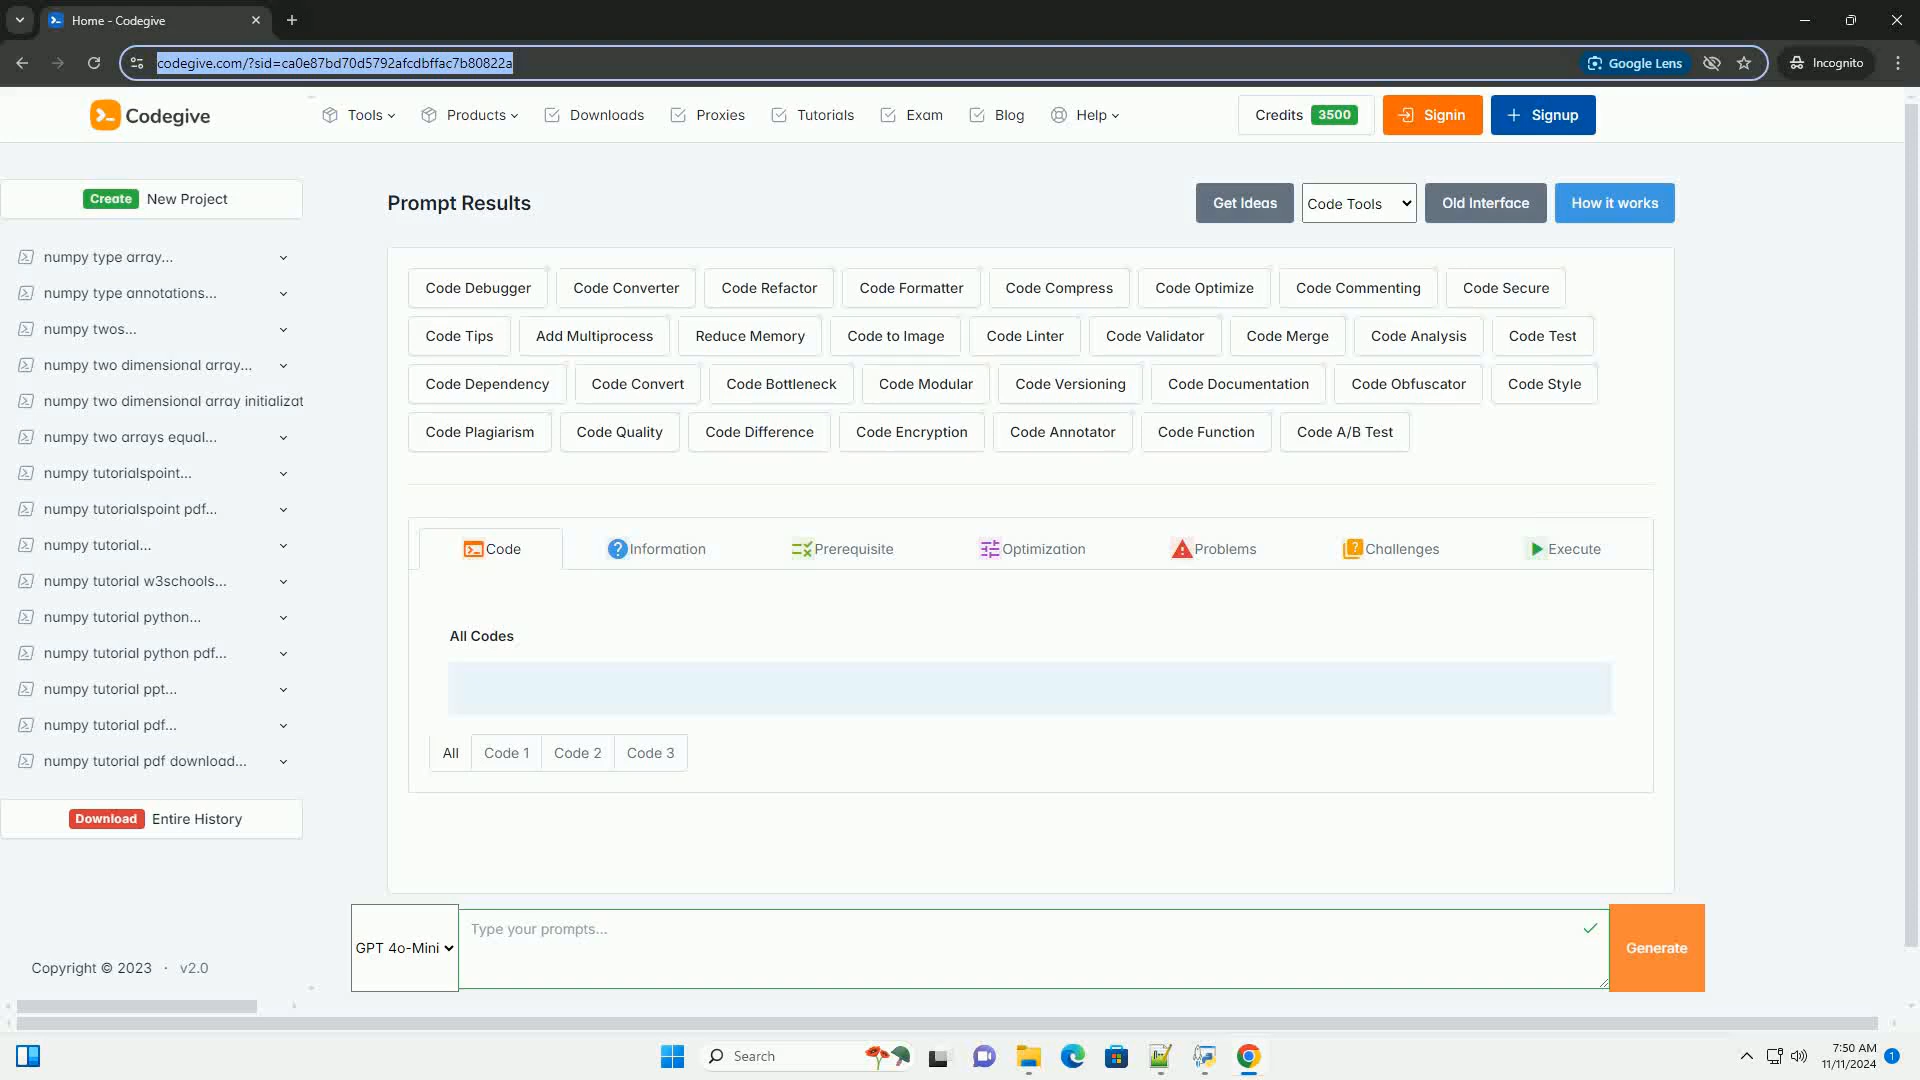 Home - Codegive
codegive.com/?sid=ca0e87bd70d5792afcdbffac7b80822a
Google Lens
Incognito
Codegive
Tools
Products
Downloads
Proxies
Tutorials
Exam
Blog
Help
Credits 3500
Signin
Signup
Create New Project
numpy type array...
numpy type annotations...
numpy twos...
numpy two dimensional array...
numpy two dimensional array initializat
numpy two arrays equal...
numpy tutorialspoint...
numpy tutorialspoint pdf...
numpy tutorial...
numpy tutorial w3schools...
numpy tutorial python...
numpy tutorial python pdf...
numpy tutorial ppt...
numpy tutorial pdf...
numpy tutorial pdf download...
Download Entire History
Copyright © 2023 · v2.0
Prompt Results
Get Ideas
Code Tools
Old Interface
How it works
Code Debugger
Code Converter
Code Refactor
Code Formatter
Code Compress
Code Optimize
Code Commenting
Code Secure
Code Tips
Add Multiprocess
Reduce Memory
Code to Image
Code Linter
Code Validator
Code Merge
Code Analysis
Code Test
Code Dependency
Code Convert
Code Bottleneck
Code Modular
Code Versioning
Code Documentation
Code Obfuscator
Code Style
Code Plagiarism
Code Quality
Code Difference
Code Encryption
Code Annotator
Code Function
Code A/B Test
Code
Information
Prerequisite
Optimization
Problems
Challenges
Execute
All Codes
All
Code 1
Code 2
Code 3
GPT 4o-Mini
Type your prompts...
Generate
Search
7:50 AM
11/11/2024
1